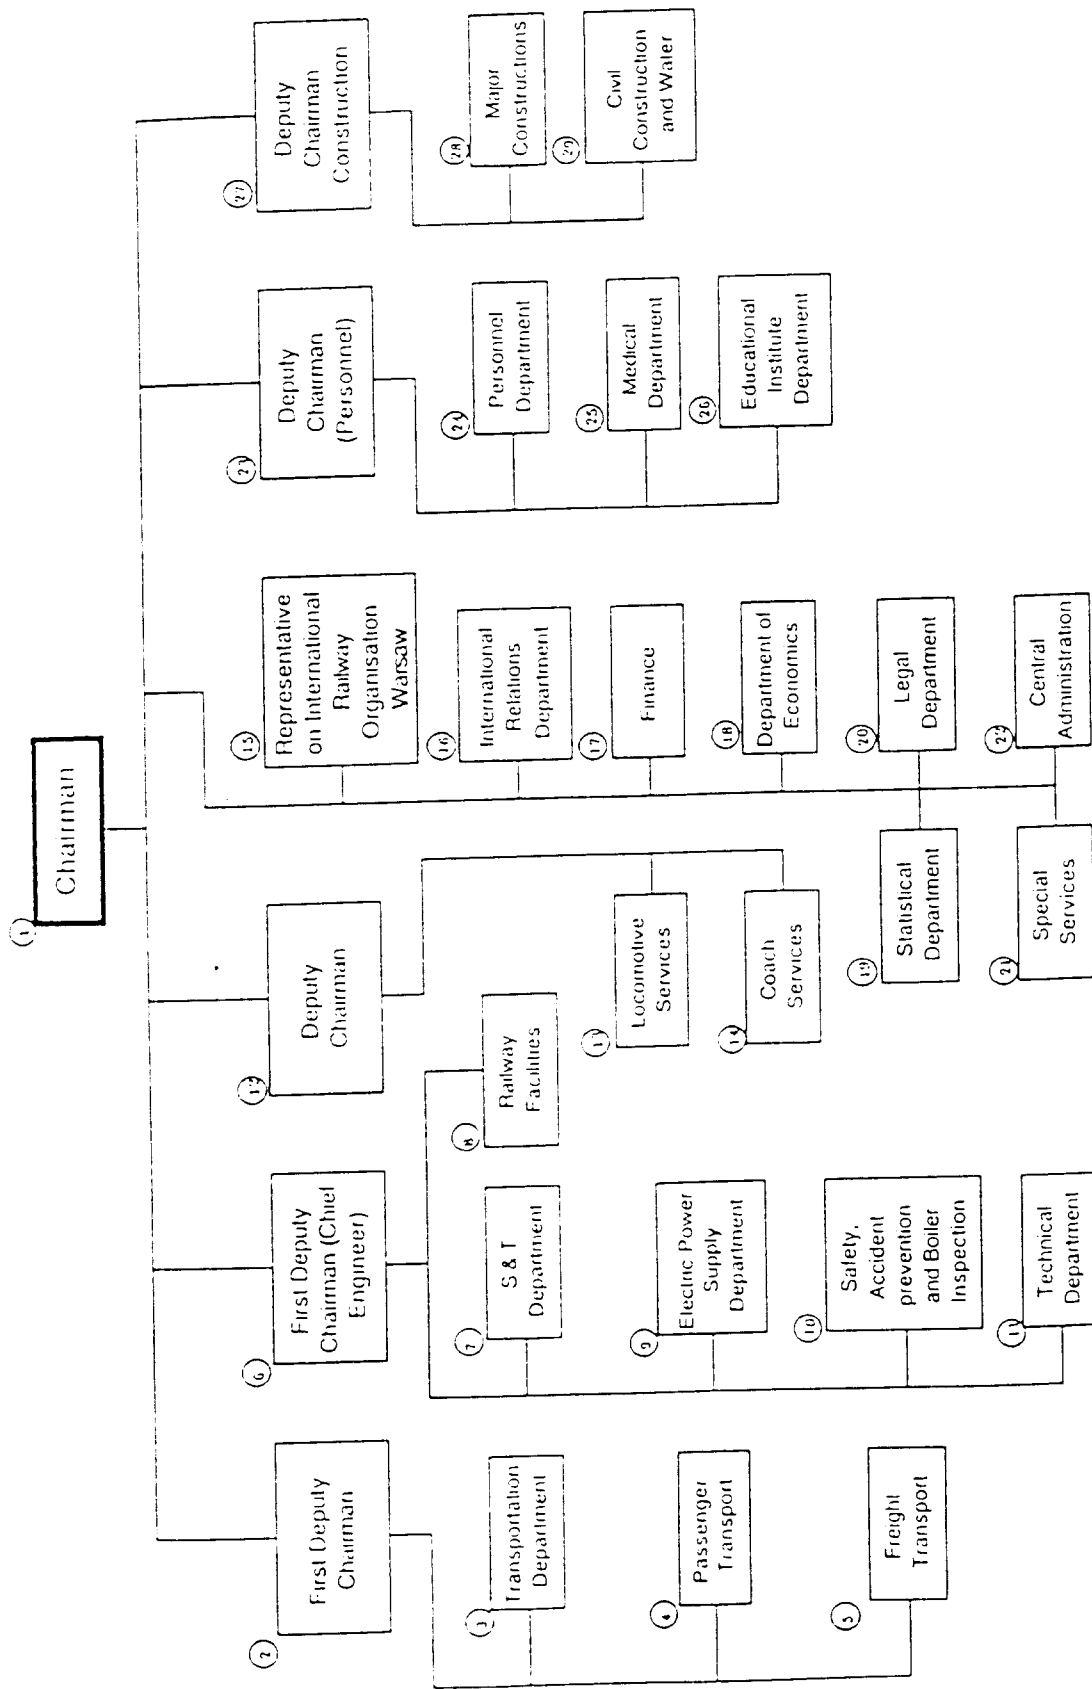 1
Chairman
2
First Deputy
Chairman
3
Transportation
Department
4
Passenger
Transport
5
Freight
Transport
6
First Deputy
Chairman (Chief
Engineer)
7
S & T
Department
8
Railway
Facilities
9
Electric Power
Supply
Department
10
Safety,
Accident
prevention
and Boiler
Inspection
11
Technical
Department
12
Deputy
Chairman
13
Locomotive
Services
14
Coach
Services
15
Representative
on International
Railway
Organisation
Warsaw
16
International
Relations
Department
17
Finance
18
Department of
Economics
19
Statistical
Department
20
Legal
Department
21
Special
Services
22
Central
Administration
23
Deputy
Chairman
(Personnel)
24
Personnel
Department
25
Medical
Department
26
Educational
Institute
Department
27
Deputy
Chairman
Construction
28
Major
Constructions
29
Civil
Construction
and Water